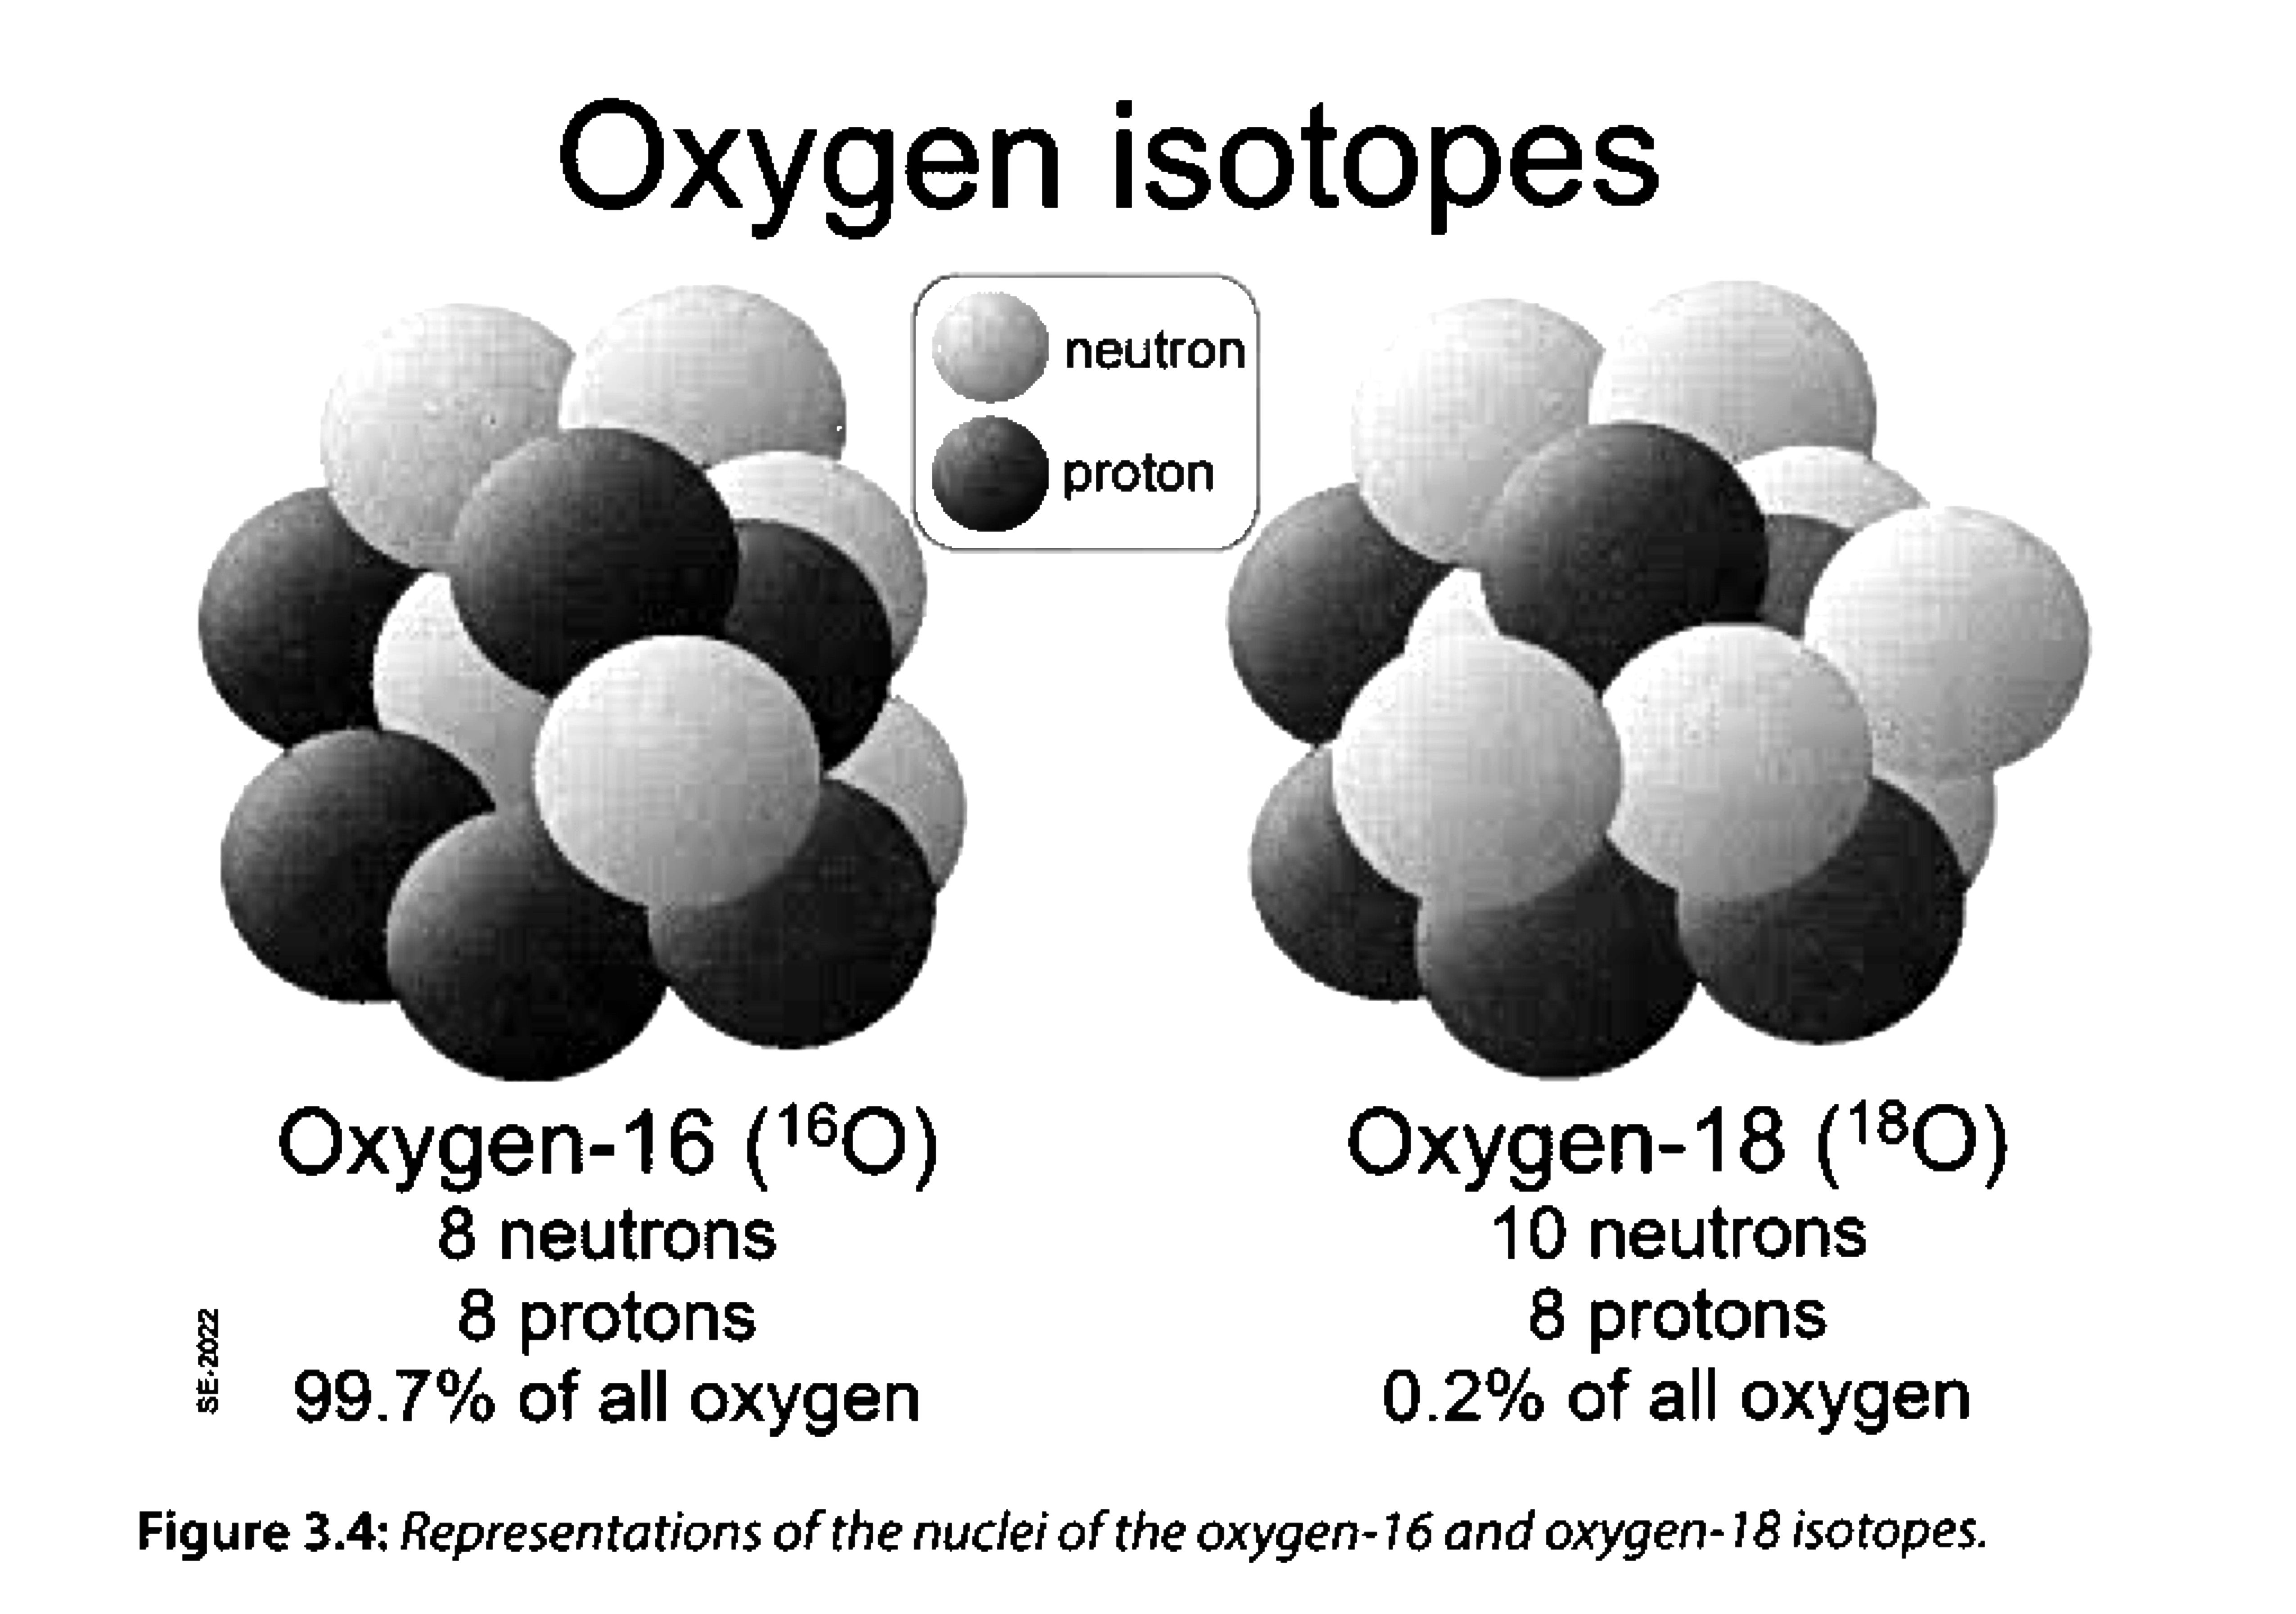 Oxygen isotopes
neutron
proton
Oxygen-16 (¹⁶O)
8 neutrons
8 protons
99.7% of all oxygen
Oxygen-18 (¹⁸O)
10 neutrons
8 protons
0.2% of all oxygen
SE-2022
Figure 3.4: Representations of the nuclei of the oxygen-16 and oxygen-18 isotopes.